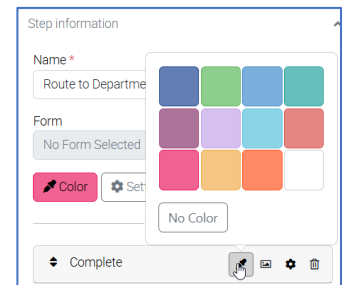 Step information
Name *
Route to Departme
Form
No Form Selected
Color
Set
No Color
Complete